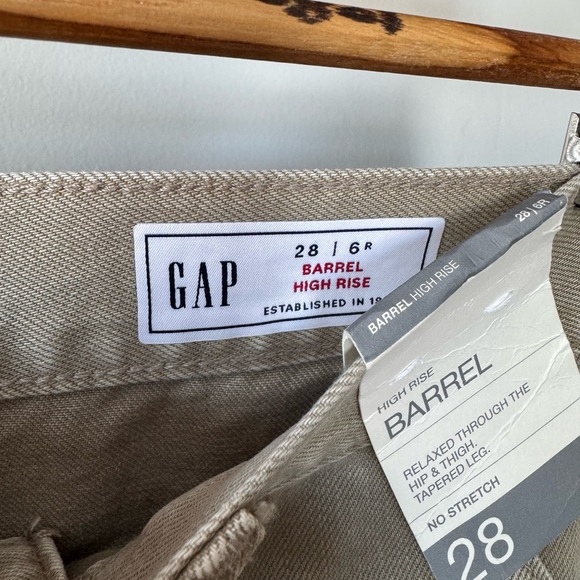 GAP
28 | 6R
BARREL
HIGH RISE
ESTABLISHED IN
BARREL HIGH RISE 28 | 6R
HIGH RISE
BARREL
RELAXED THROUGH THE
HIP & THIGH.
TAPERED LEG.
NO STRETCH
28